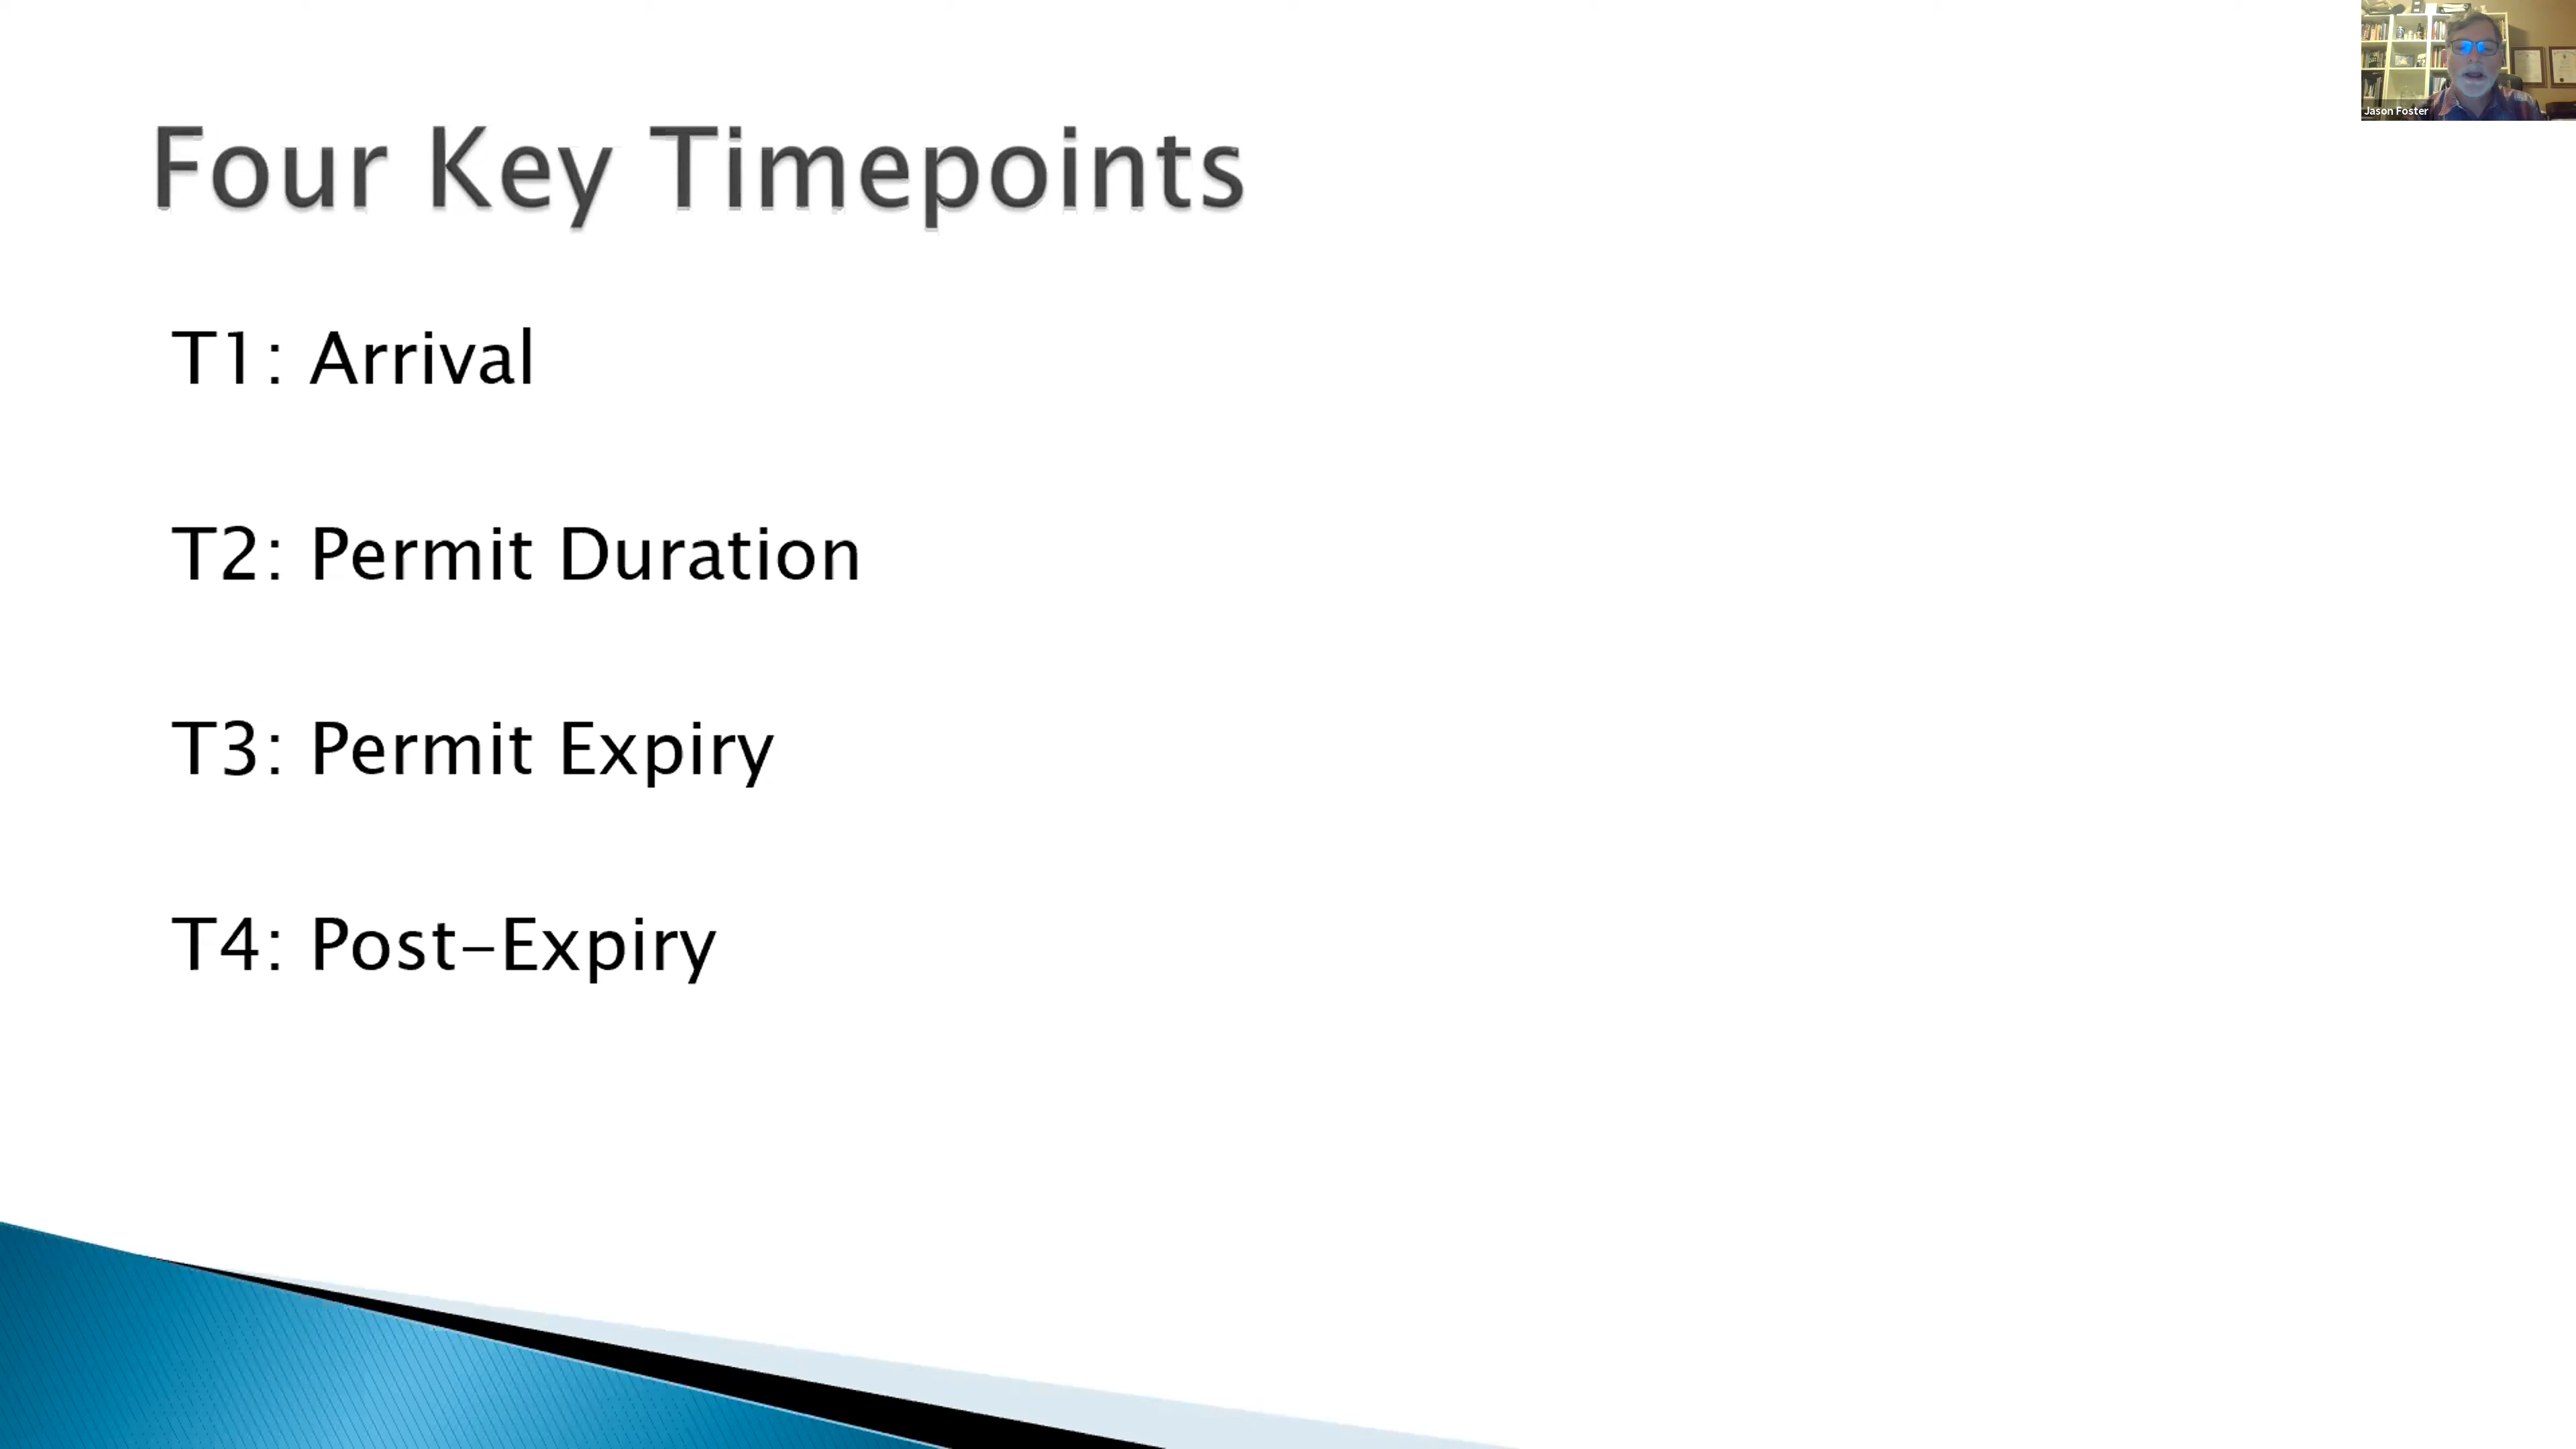 Jason Foster
Four Key Timepoints
T1: Arrival
T2: Permit Duration
T3: Permit Expiry
T4: Post-Expiry